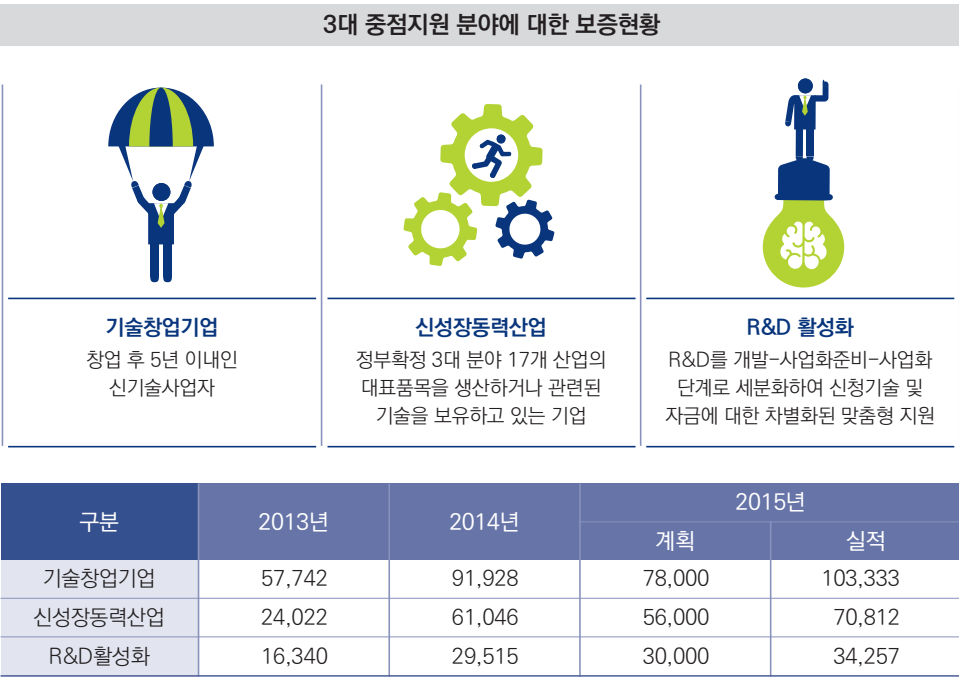 3대 중점지원 분야에 대한 보증현황
기술창업기업
창업 후 5년 이내인
신기술사업자
신성장동력산업
정부확정 3대 분야 17개 산업의
대표품목을 생산하거나 관련된
기술을 보유하고 있는 기업
R&D 활성화
R&D를 개발-사업화준비-사업화
단계로 세분화하여 신청기술 및
자금에 대한 차별화된 맞춤형 지원
구분 2013년 2014년 2015년
계획 실적
기술창업기업 57,742 91,928 78,000 103,333
신성장동력산업 24,022 61,046 56,000 70,812
R&D활성화 16,340 29,515 30,000 34,257